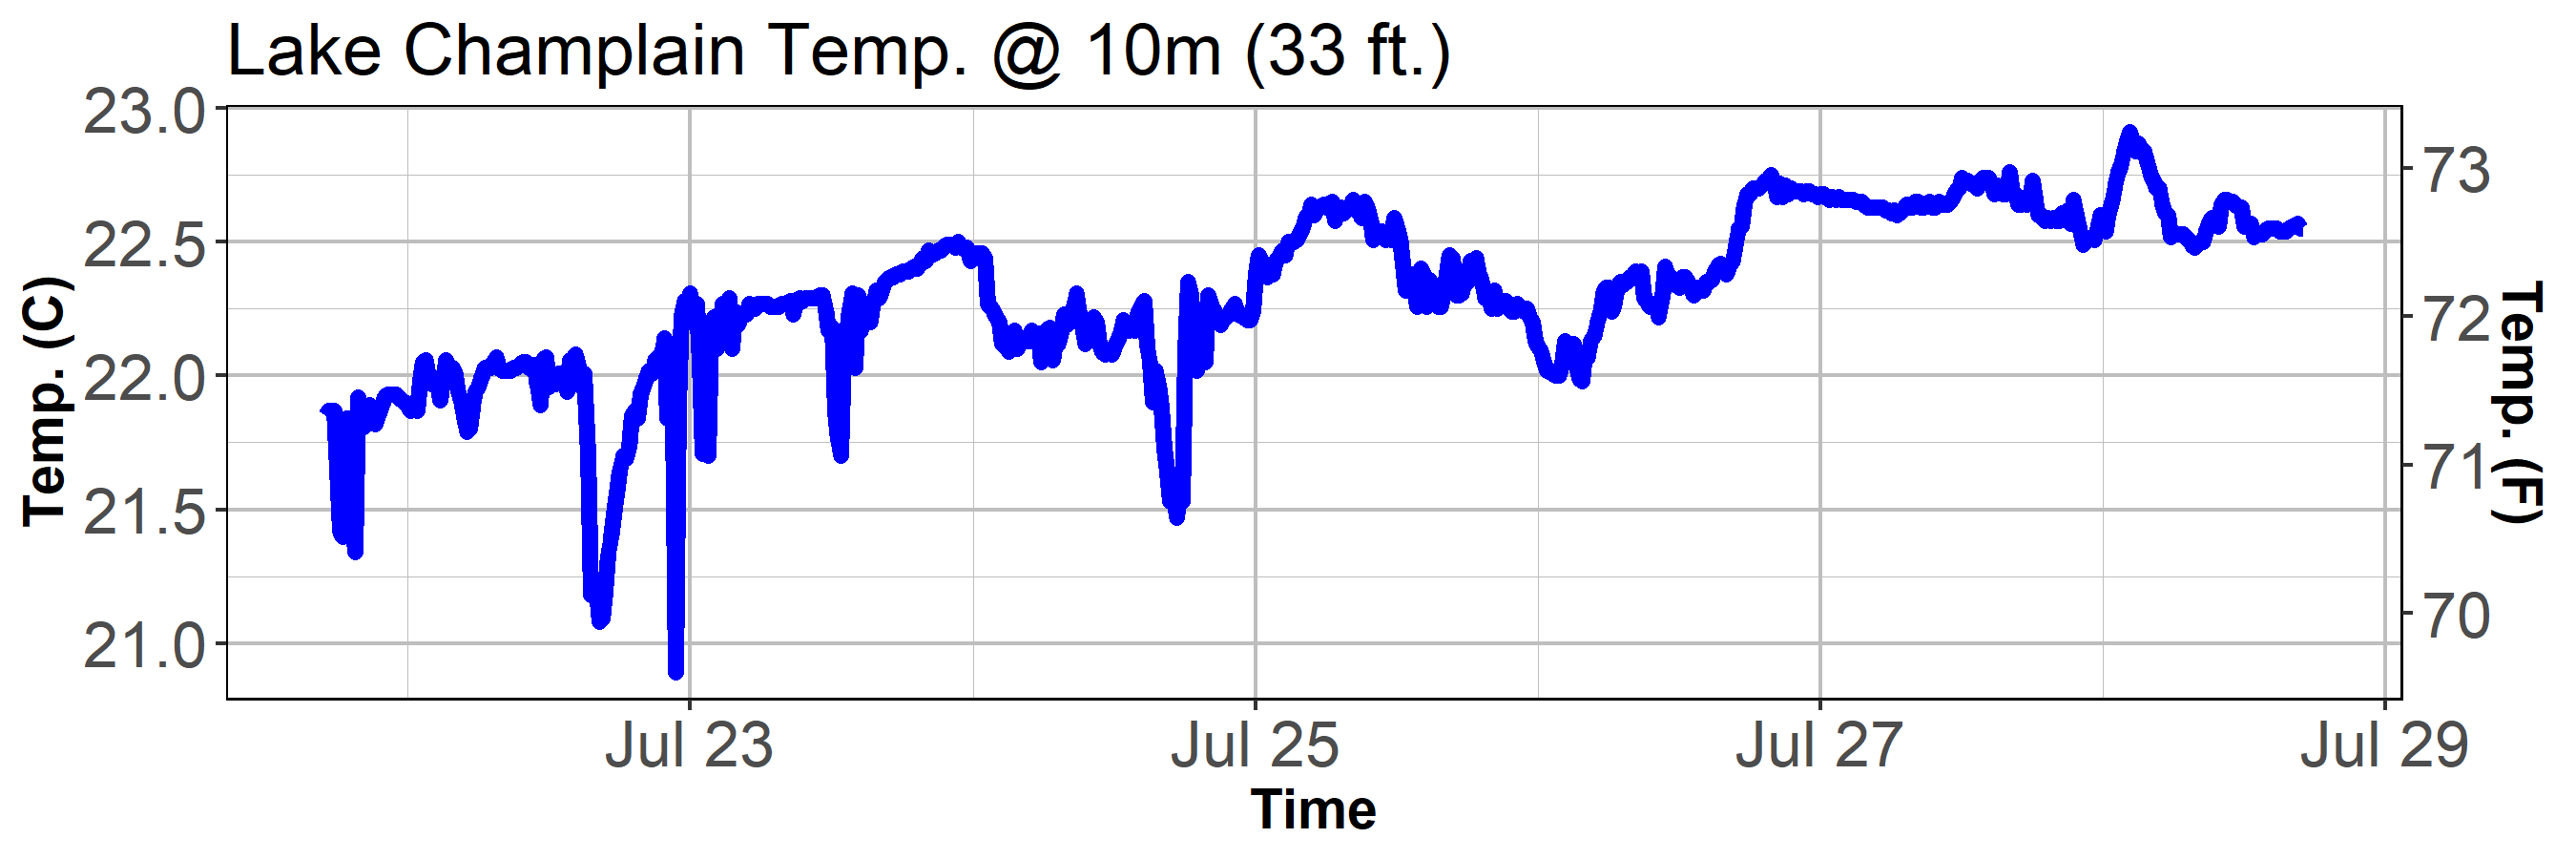 Lake Champlain Temp. @ 10m (33 ft.)
23.0
22.5
22.0
21.5
21.0
Temp. (C)
73
72
71
70
Temp. (F)
Jul 23 Jul 25 Jul 27 Jul 29
Time